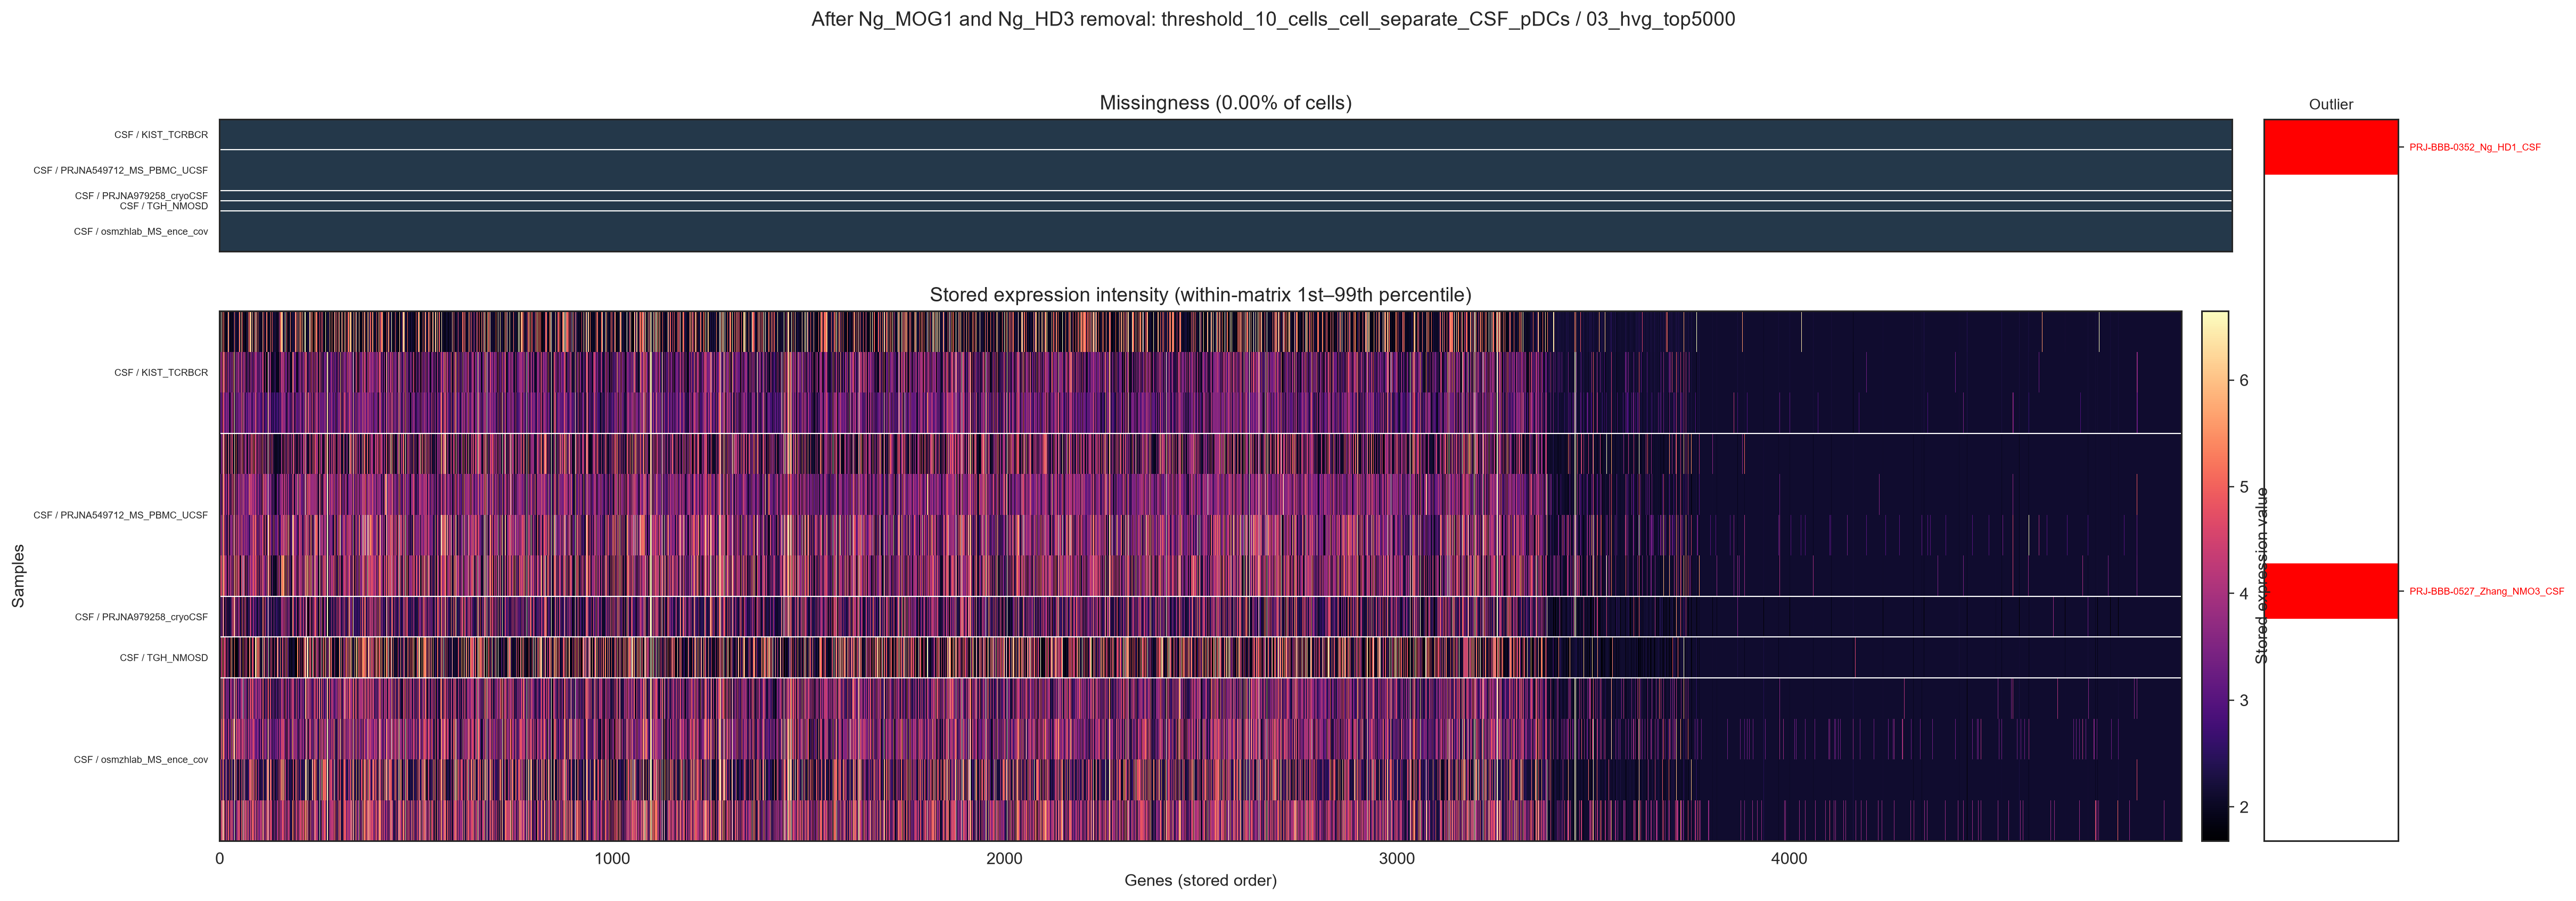 After Ng_MOG1 and Ng_HD3 removal: threshold_10_cells_cell_separate_CSF_pDCs / 03_hvg_top5000
Missingness (0.00% of cells)
Outlier
CSF / KIST_TCRBCR
CSF / PRJNA549712_MS_PBMC_UCSF
CSF / PRJNA979258_cryoCSF
CSF / TGH_NMOSD
CSF / osmzhlab_MS_ence_cov
PRJ-BBB-0352_Ng_HD1_CSF
Stored expression intensity (within-matrix 1st–99th percentile)
CSF / KIST_TCRBCR
CSF / PRJNA549712_MS_PBMC_UCSF
CSF / PRJNA979258_cryoCSF
CSF / TGH_NMOSD
CSF / osmzhlab_MS_ence_cov
Samples
6
5
4
3
2
Stored expression value
PRJ-BBB-0527_Zhang_NMO3_CSF
0 1000 2000 3000 4000
Genes (stored order)